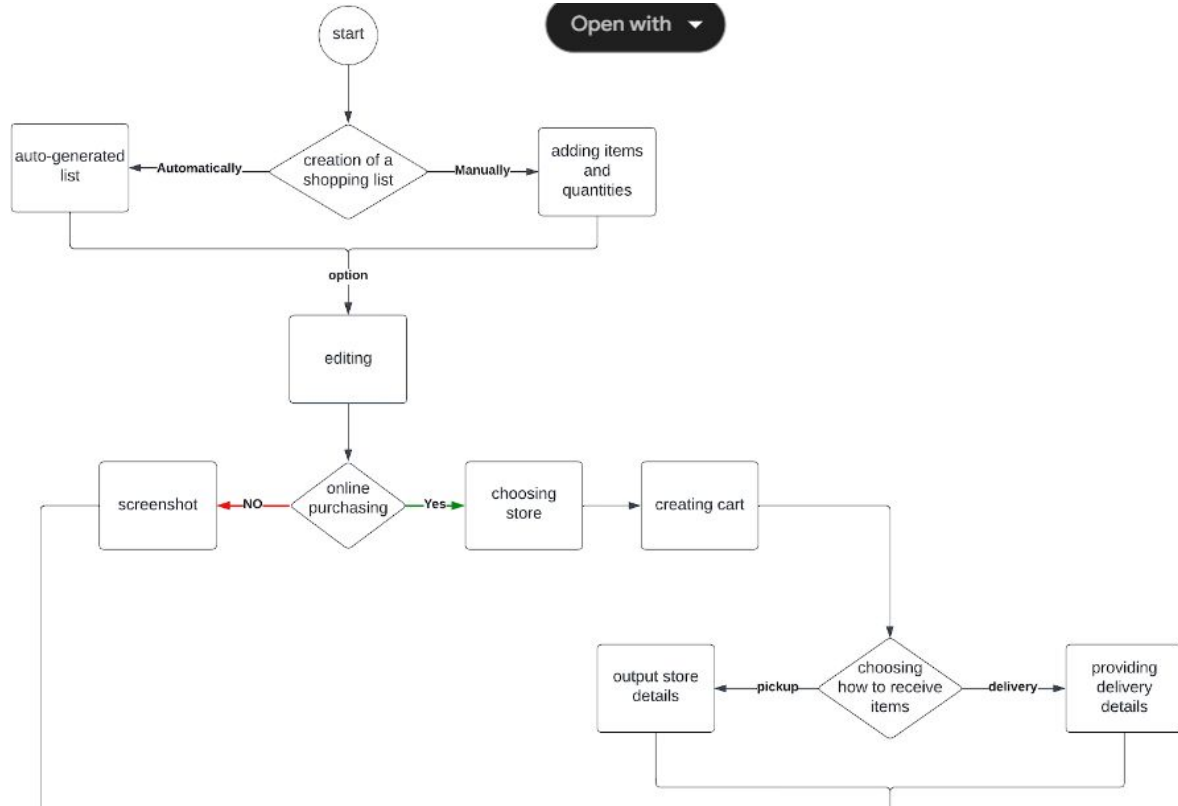 Open with
start
auto-generated
list
Automatically
creation of a
shopping list
Manually
adding items
and
quantities
option
editing
screenshot
NO
online
purchasing
Yes
choosing
store
creating cart
output store
details
pickup
choosing
how to receive
items
delivery
providing
delivery
details